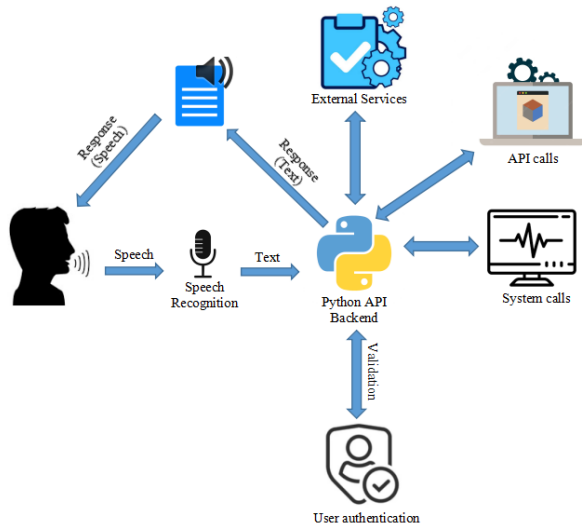 External Services
API calls
Response
(Speech)
Response
(Text)
Speech
Speech
Recognition
Text
Python API
Backend
System calls
Validation
User authentication